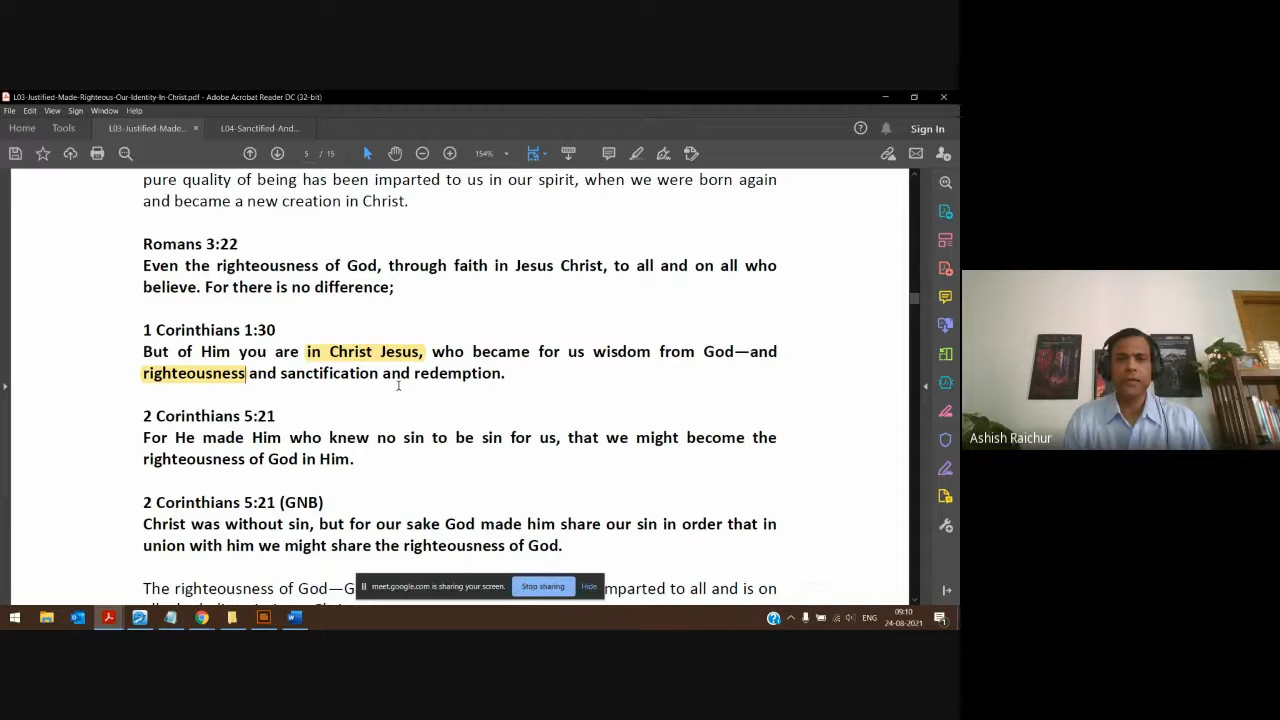 L03-Justified-Made-Righteous-Our-Identity-In-Christ.pdf - Adobe Acrobat Reader DC (32-bit)
File Edit View Sign Window Help
Home Tools L03-Justified-Made... × L04-Sanctified And... Sign In
5 / 15 154%
pure quality of being has been imparted to us in our spirit, when we were born again
and became a new creation in Christ.
Romans 3:22
Even the righteousness of God, through faith in Jesus Christ, to all and on all who
believe. For there is no difference;
1 Corinthians 1:30
But of Him you are in Christ Jesus, who became for us wisdom from God—and
righteousness and sanctification and redemption.
2 Corinthians 5:21
For He made Him who knew no sin to be sin for us, that we might become the
righteousness of God in Him.
2 Corinthians 5:21 (GNB)
Christ was without sin, but for our sake God made him share our sin in order that in
union with him we might share the righteousness of God.
The righteousness of God—G
mparted to all and is on
meet.google.com is sharing your screen. Stop sharing Hide
Ashish Raichur
ENG
09:10
24-08-2021